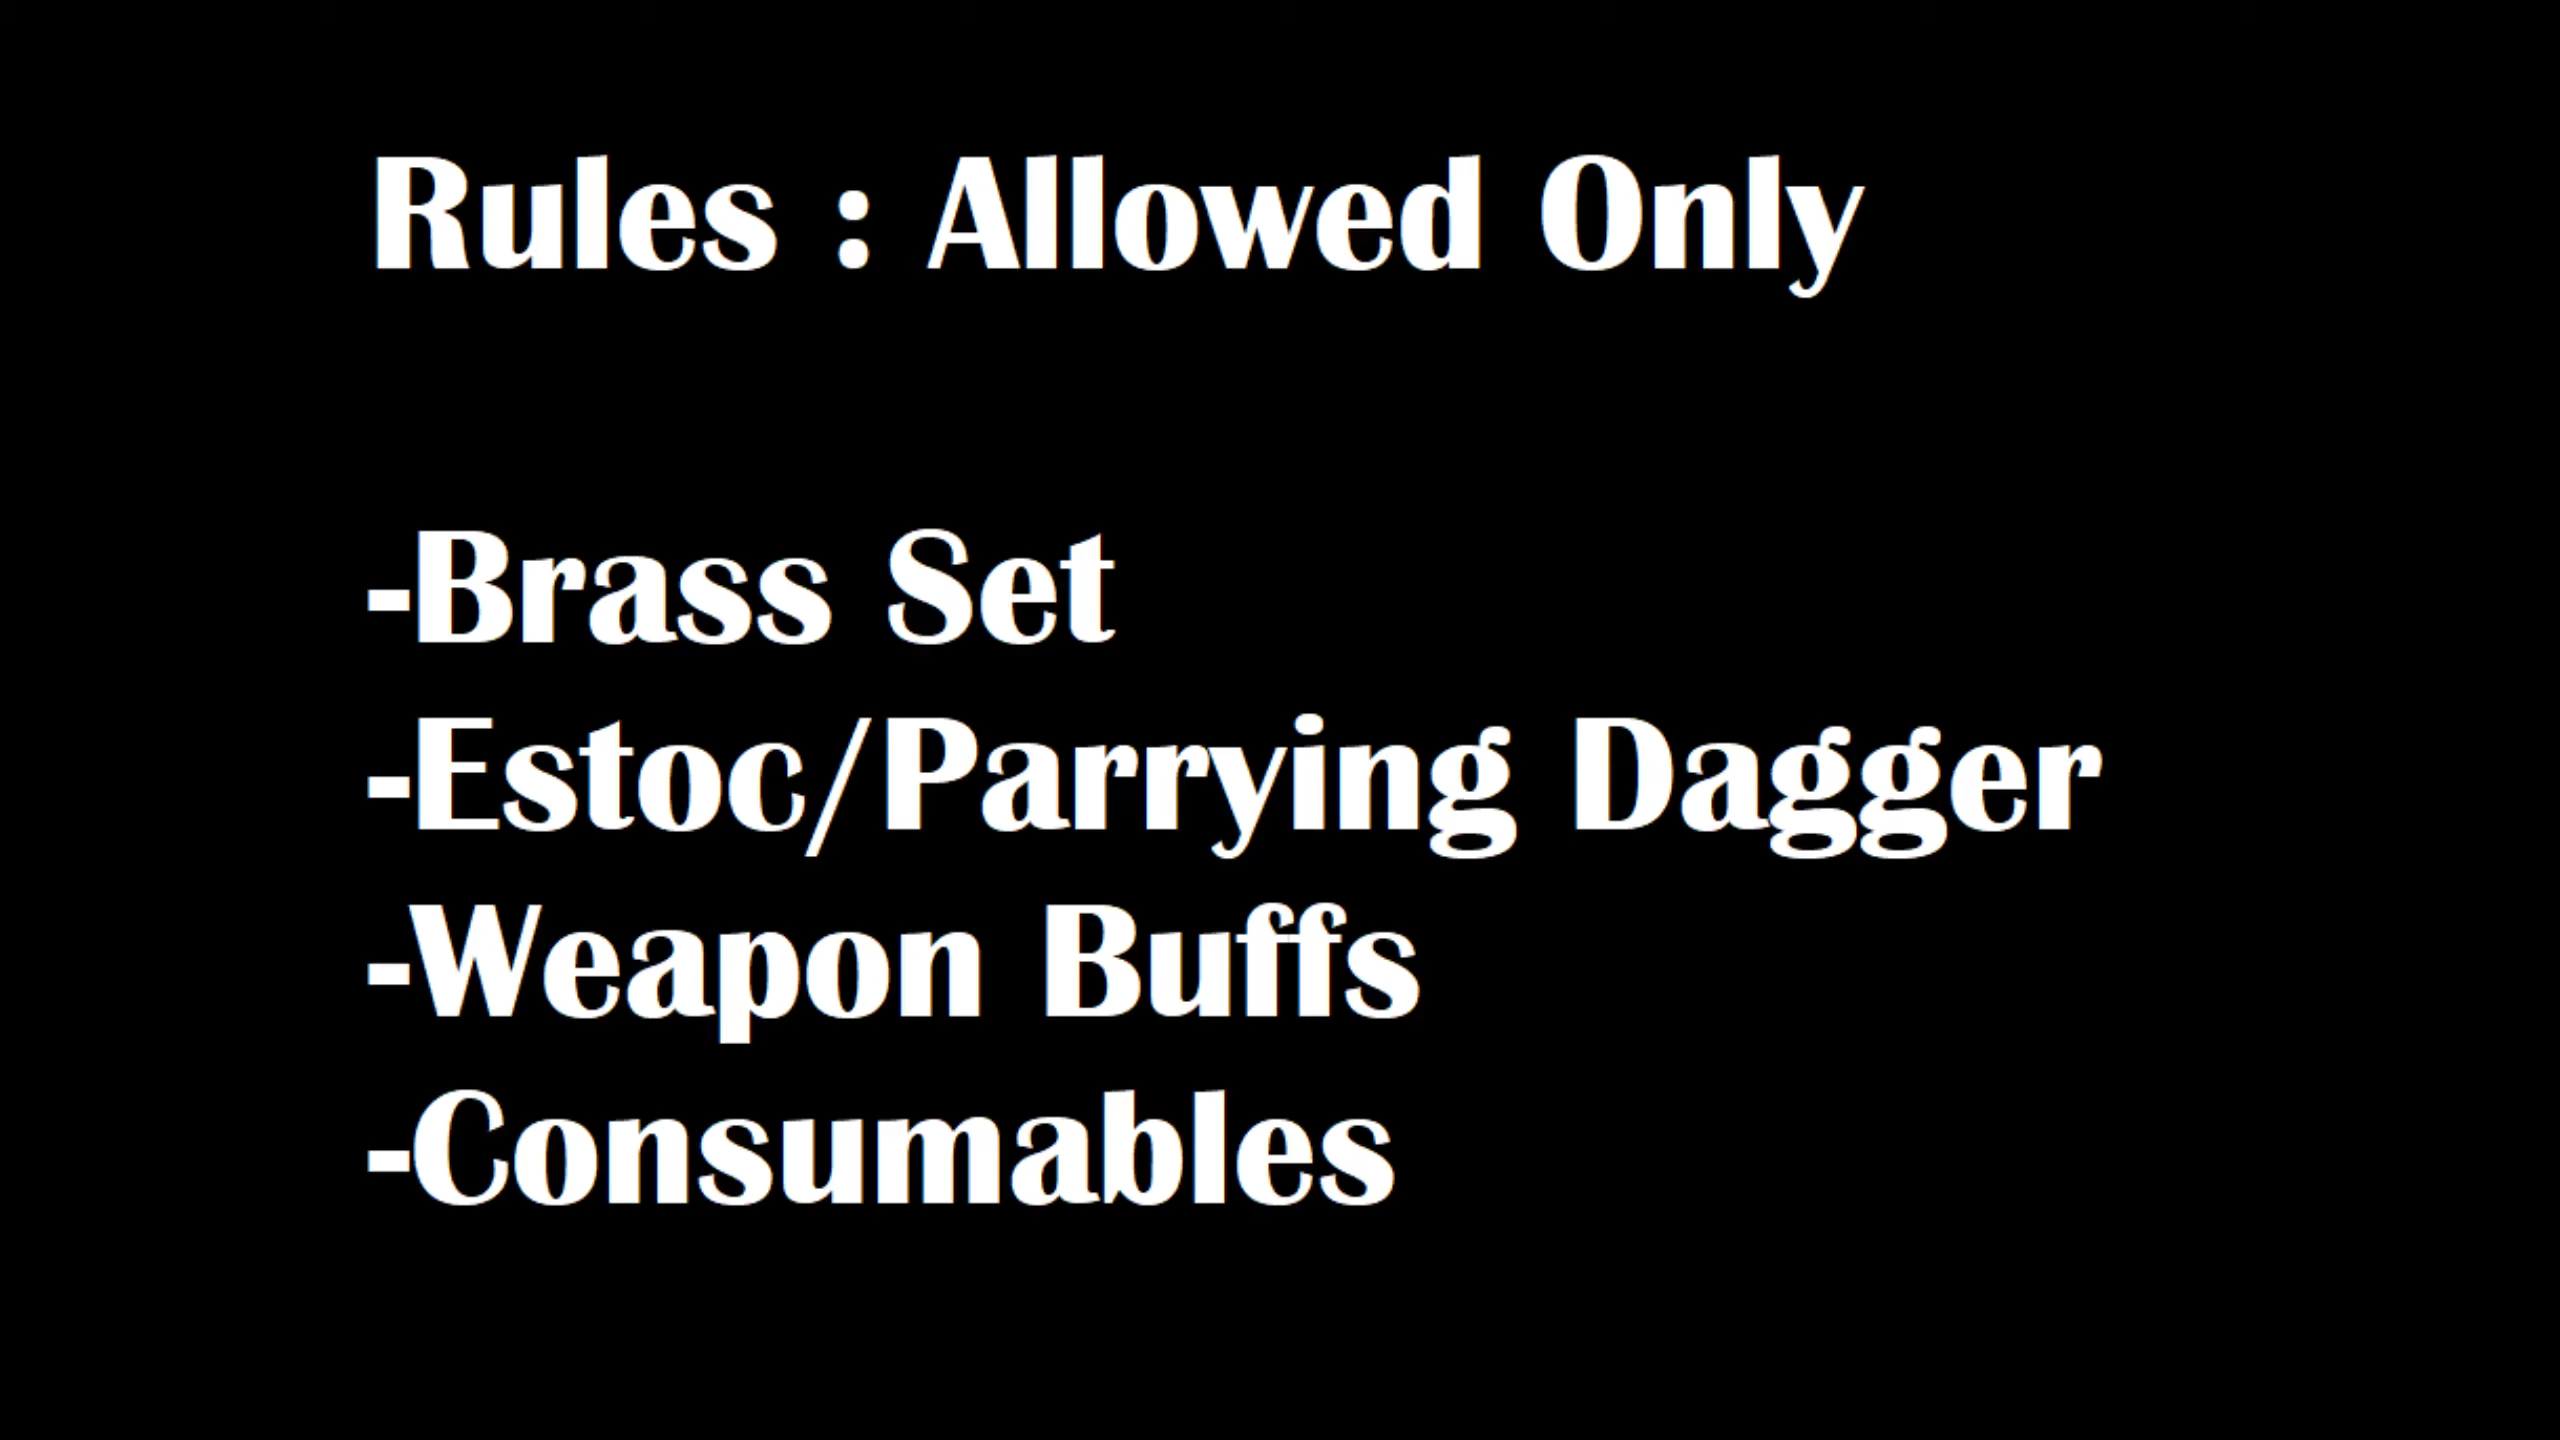 Rules : Allowed Only
-Brass Set
-Estoc/Parrying Dagger
-Weapon Buffs
-Consumables